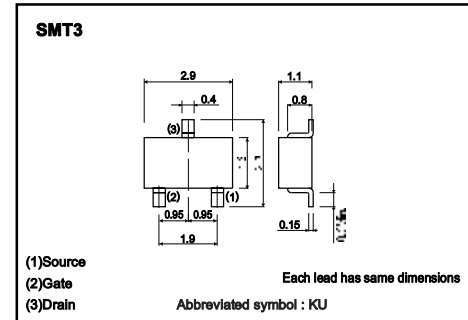 SMT3
2.9
1.1
0.4
0.8
(3)
(2)
(1)
0.95
0.95
0.15
1.9
(1)Source
(2)Gate
(3)Drain
Each lead has same dimensions
Abbreviated symbol : KU